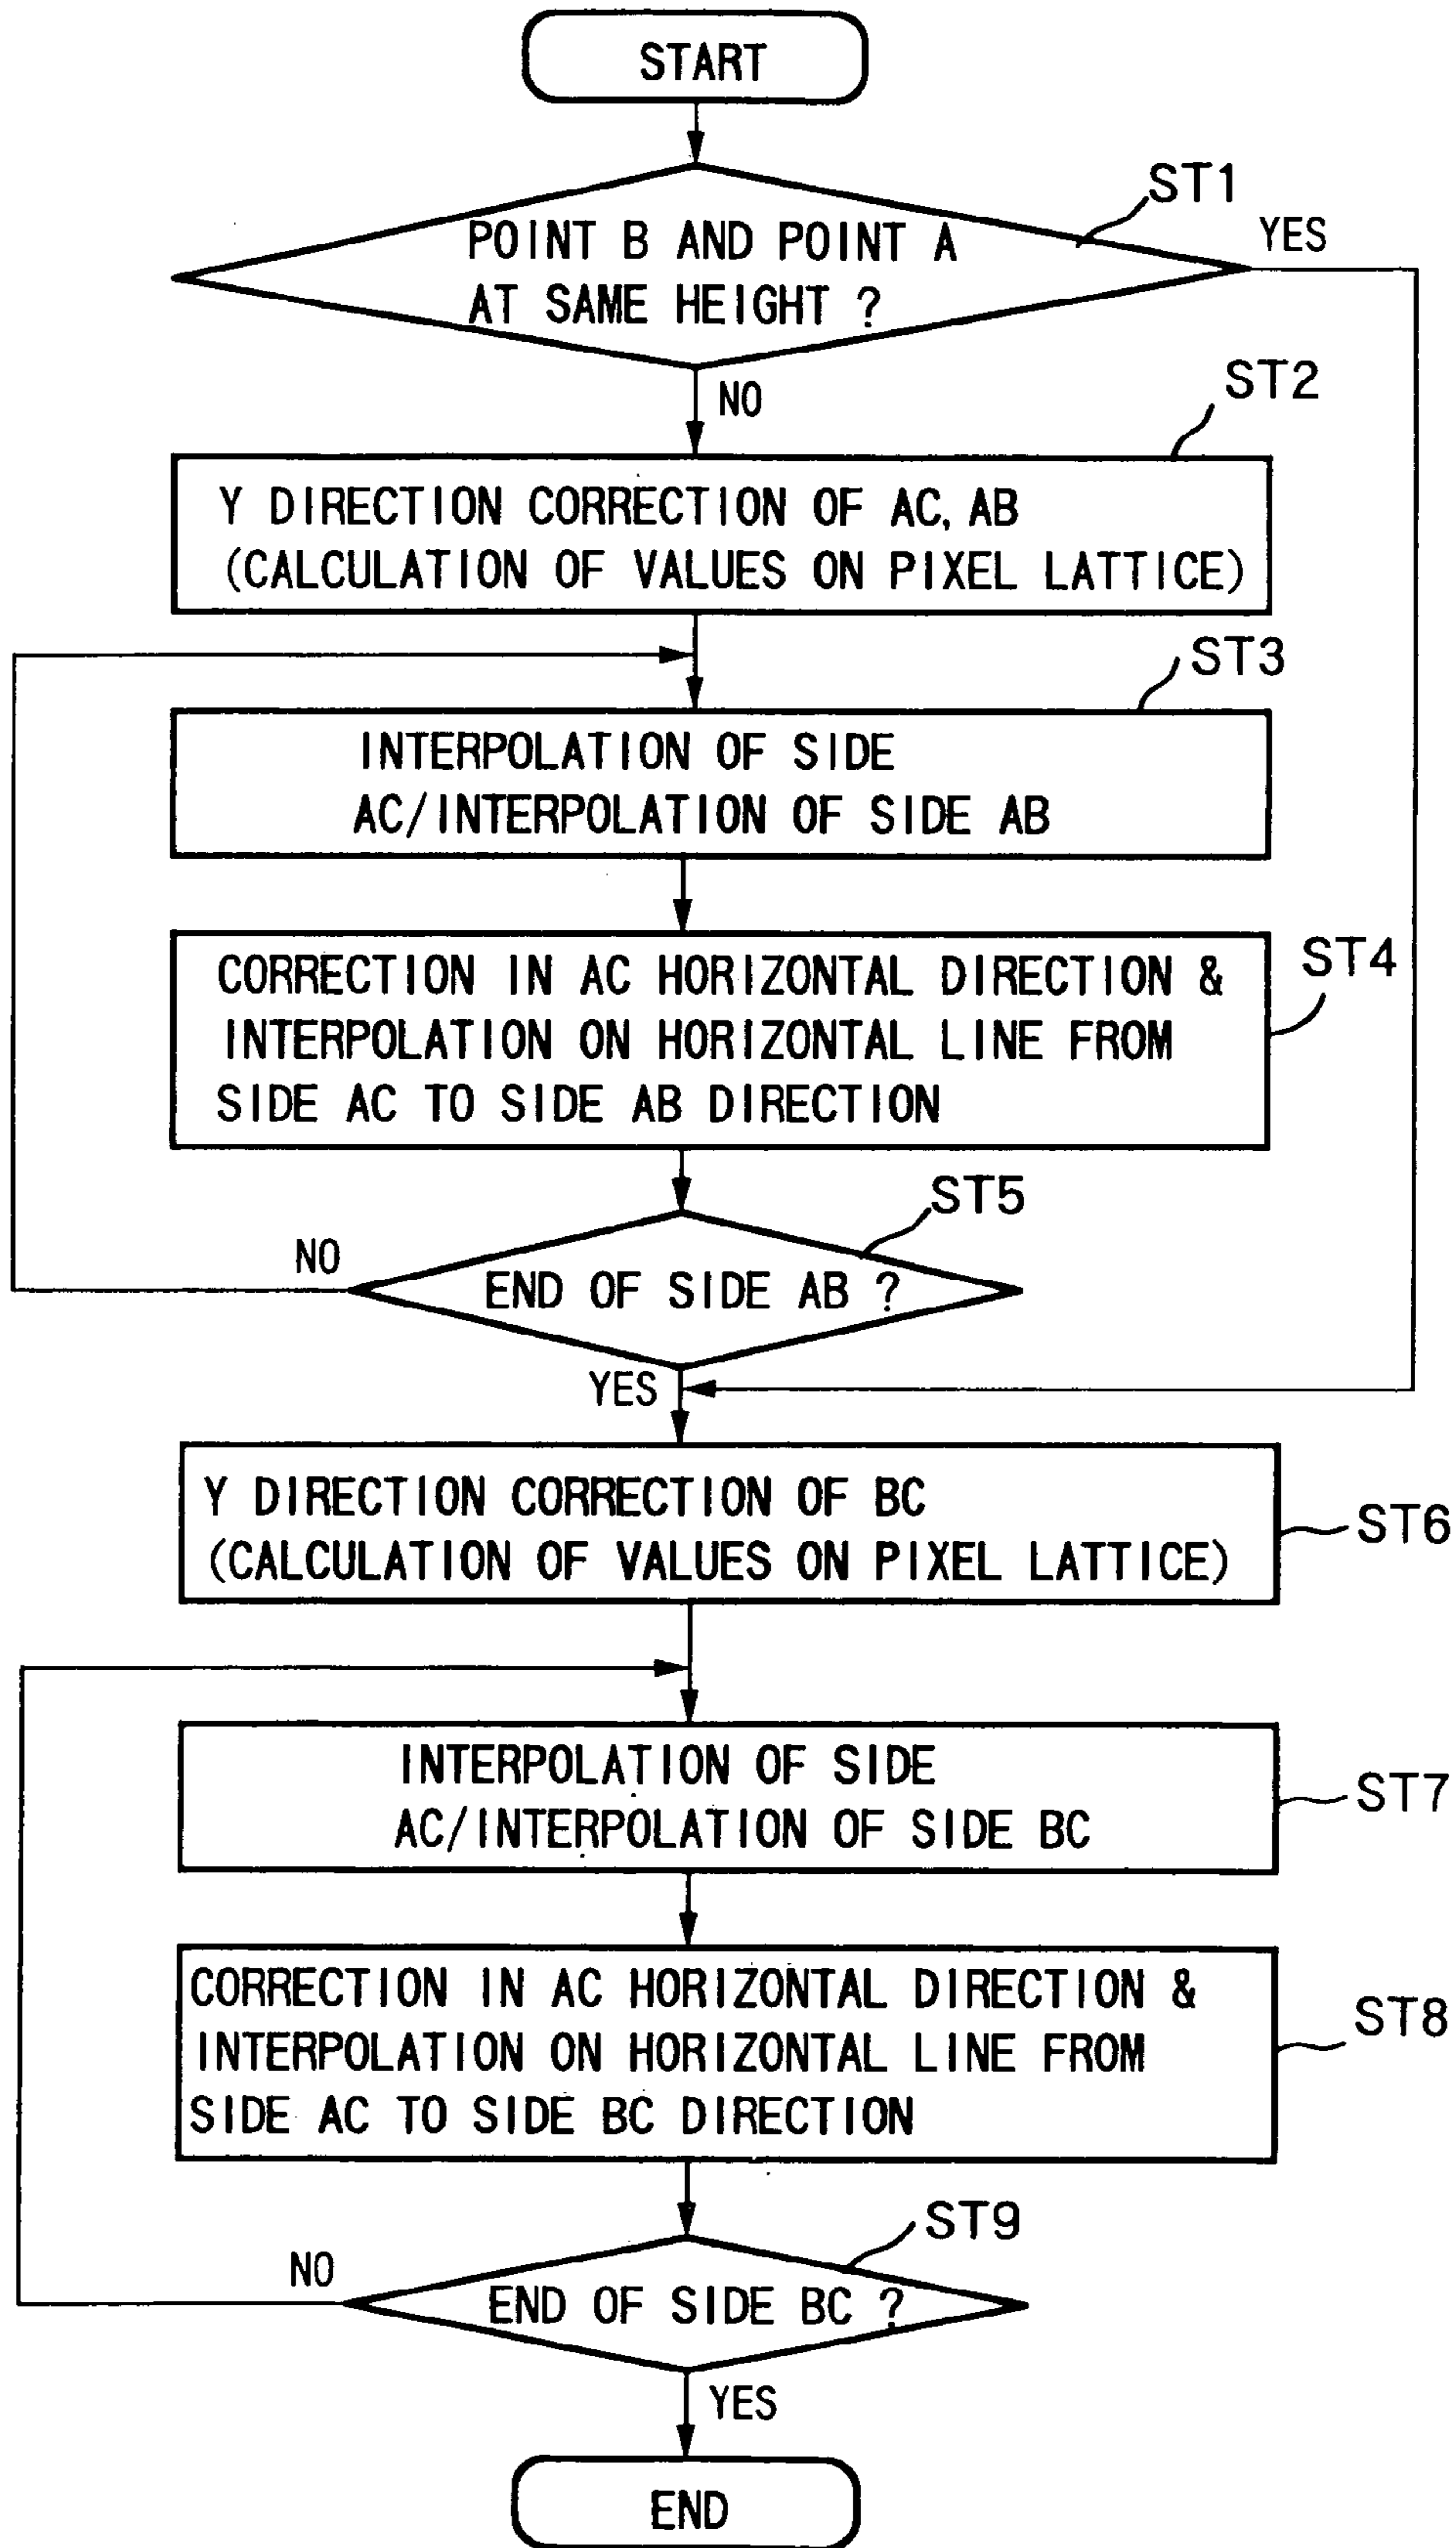 START
ST1
POINT B AND POINT A
AT SAME HEIGHT ?
YES
NO
ST2
Y DIRECTION CORRECTION OF AC, AB
(CALCULATION OF VALUES ON PIXEL LATTICE)
ST3
INTERPOLATION OF SIDE
AC/INTERPOLATION OF SIDE AB
ST4
CORRECTION IN AC HORIZONTAL DIRECTION &
INTERPOLATION ON HORIZONTAL LINE FROM
SIDE AC TO SIDE AB DIRECTION
ST5
NO
END OF SIDE AB ?
YES
Y DIRECTION CORRECTION OF BC
(CALCULATION OF VALUES ON PIXEL LATTICE)
ST6
INTERPOLATION OF SIDE
AC/INTERPOLATION OF SIDE BC
ST7
CORRECTION IN AC HORIZONTAL DIRECTION &
INTERPOLATION ON HORIZONTAL LINE FROM
SIDE AC TO SIDE BC DIRECTION
ST8
ST9
NO
END OF SIDE BC ?
YES
END